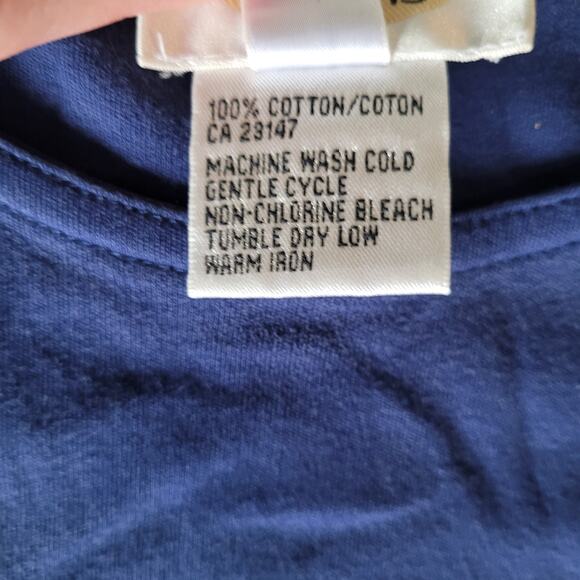 100% COTTON/COTON
CA 23147
MACHINE WASH COLD
GENTLE CYCLE
NON-CHLORINE BLEACH
TUMBLE DRY LOW
WARM IRON